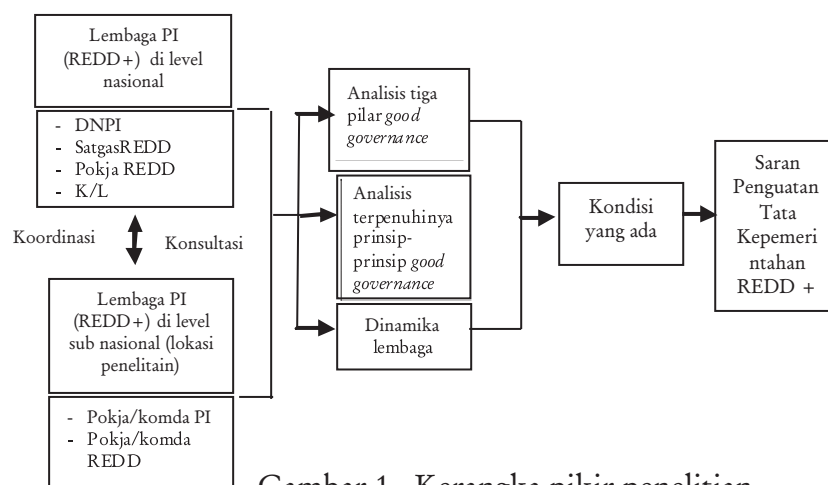 Lembaga PI
(REDD+) di level
nasional
- DNPI
- SatgasREDD
- Pokja REDD
- K/L
Koordinasi
Konsultasi
Lembaga PI
(REDD+) di level
sub nasional (lokasi
penelitain)
- Pokja/komda PI
- Pokja/komda
REDD
Analisis tiga
pilar good
governance
Analisis
terpenuhinya
prinsip-
prinsip good
governance
Dinamika
lembaga
Kondisi
yang ada
Saran
Penguatan
Tata
Kepemeri
ntahan
REDD +
Gambar 1. Kerangka pikir penelitian